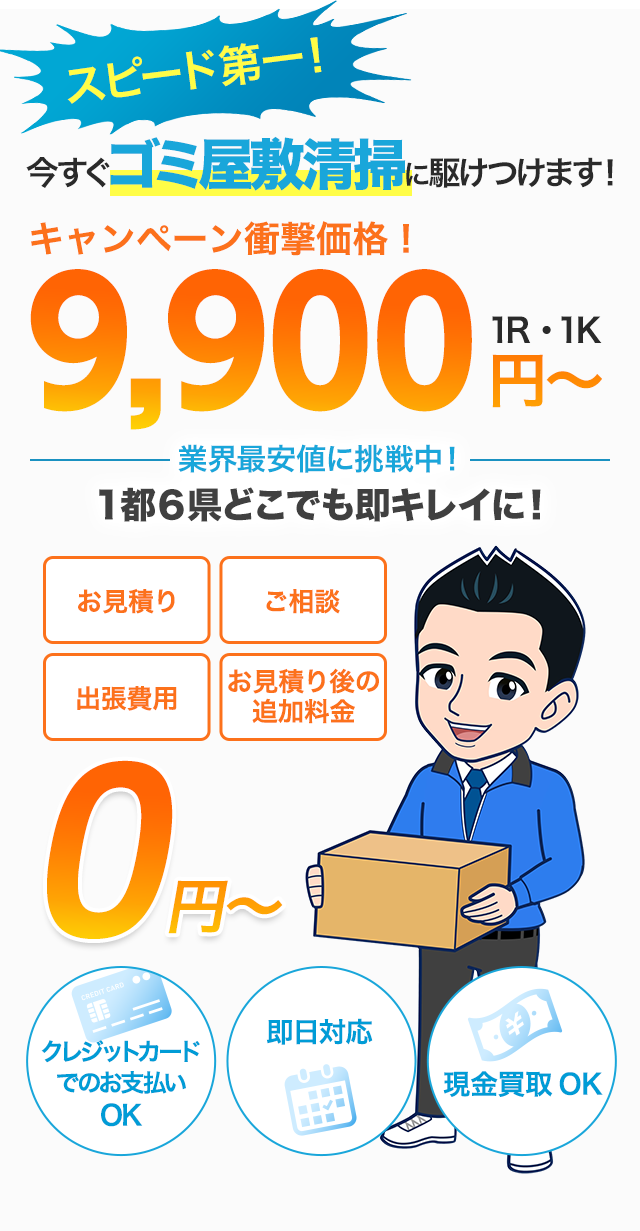 スピード第一！
今すぐゴミ屋敷清掃に駆けつけます！
キャンペーン衝撃価格！
9,900 1R・1K
円〜
業界最安値に挑戦中！
1都6県どこでも即キレイに！
お見積り ご相談
出張費用 お見積り後の
追加料金
0円〜
CREDIT CARD
クレジットカード
でのお支払い
OK
即日対応
¥
現金買取 OK